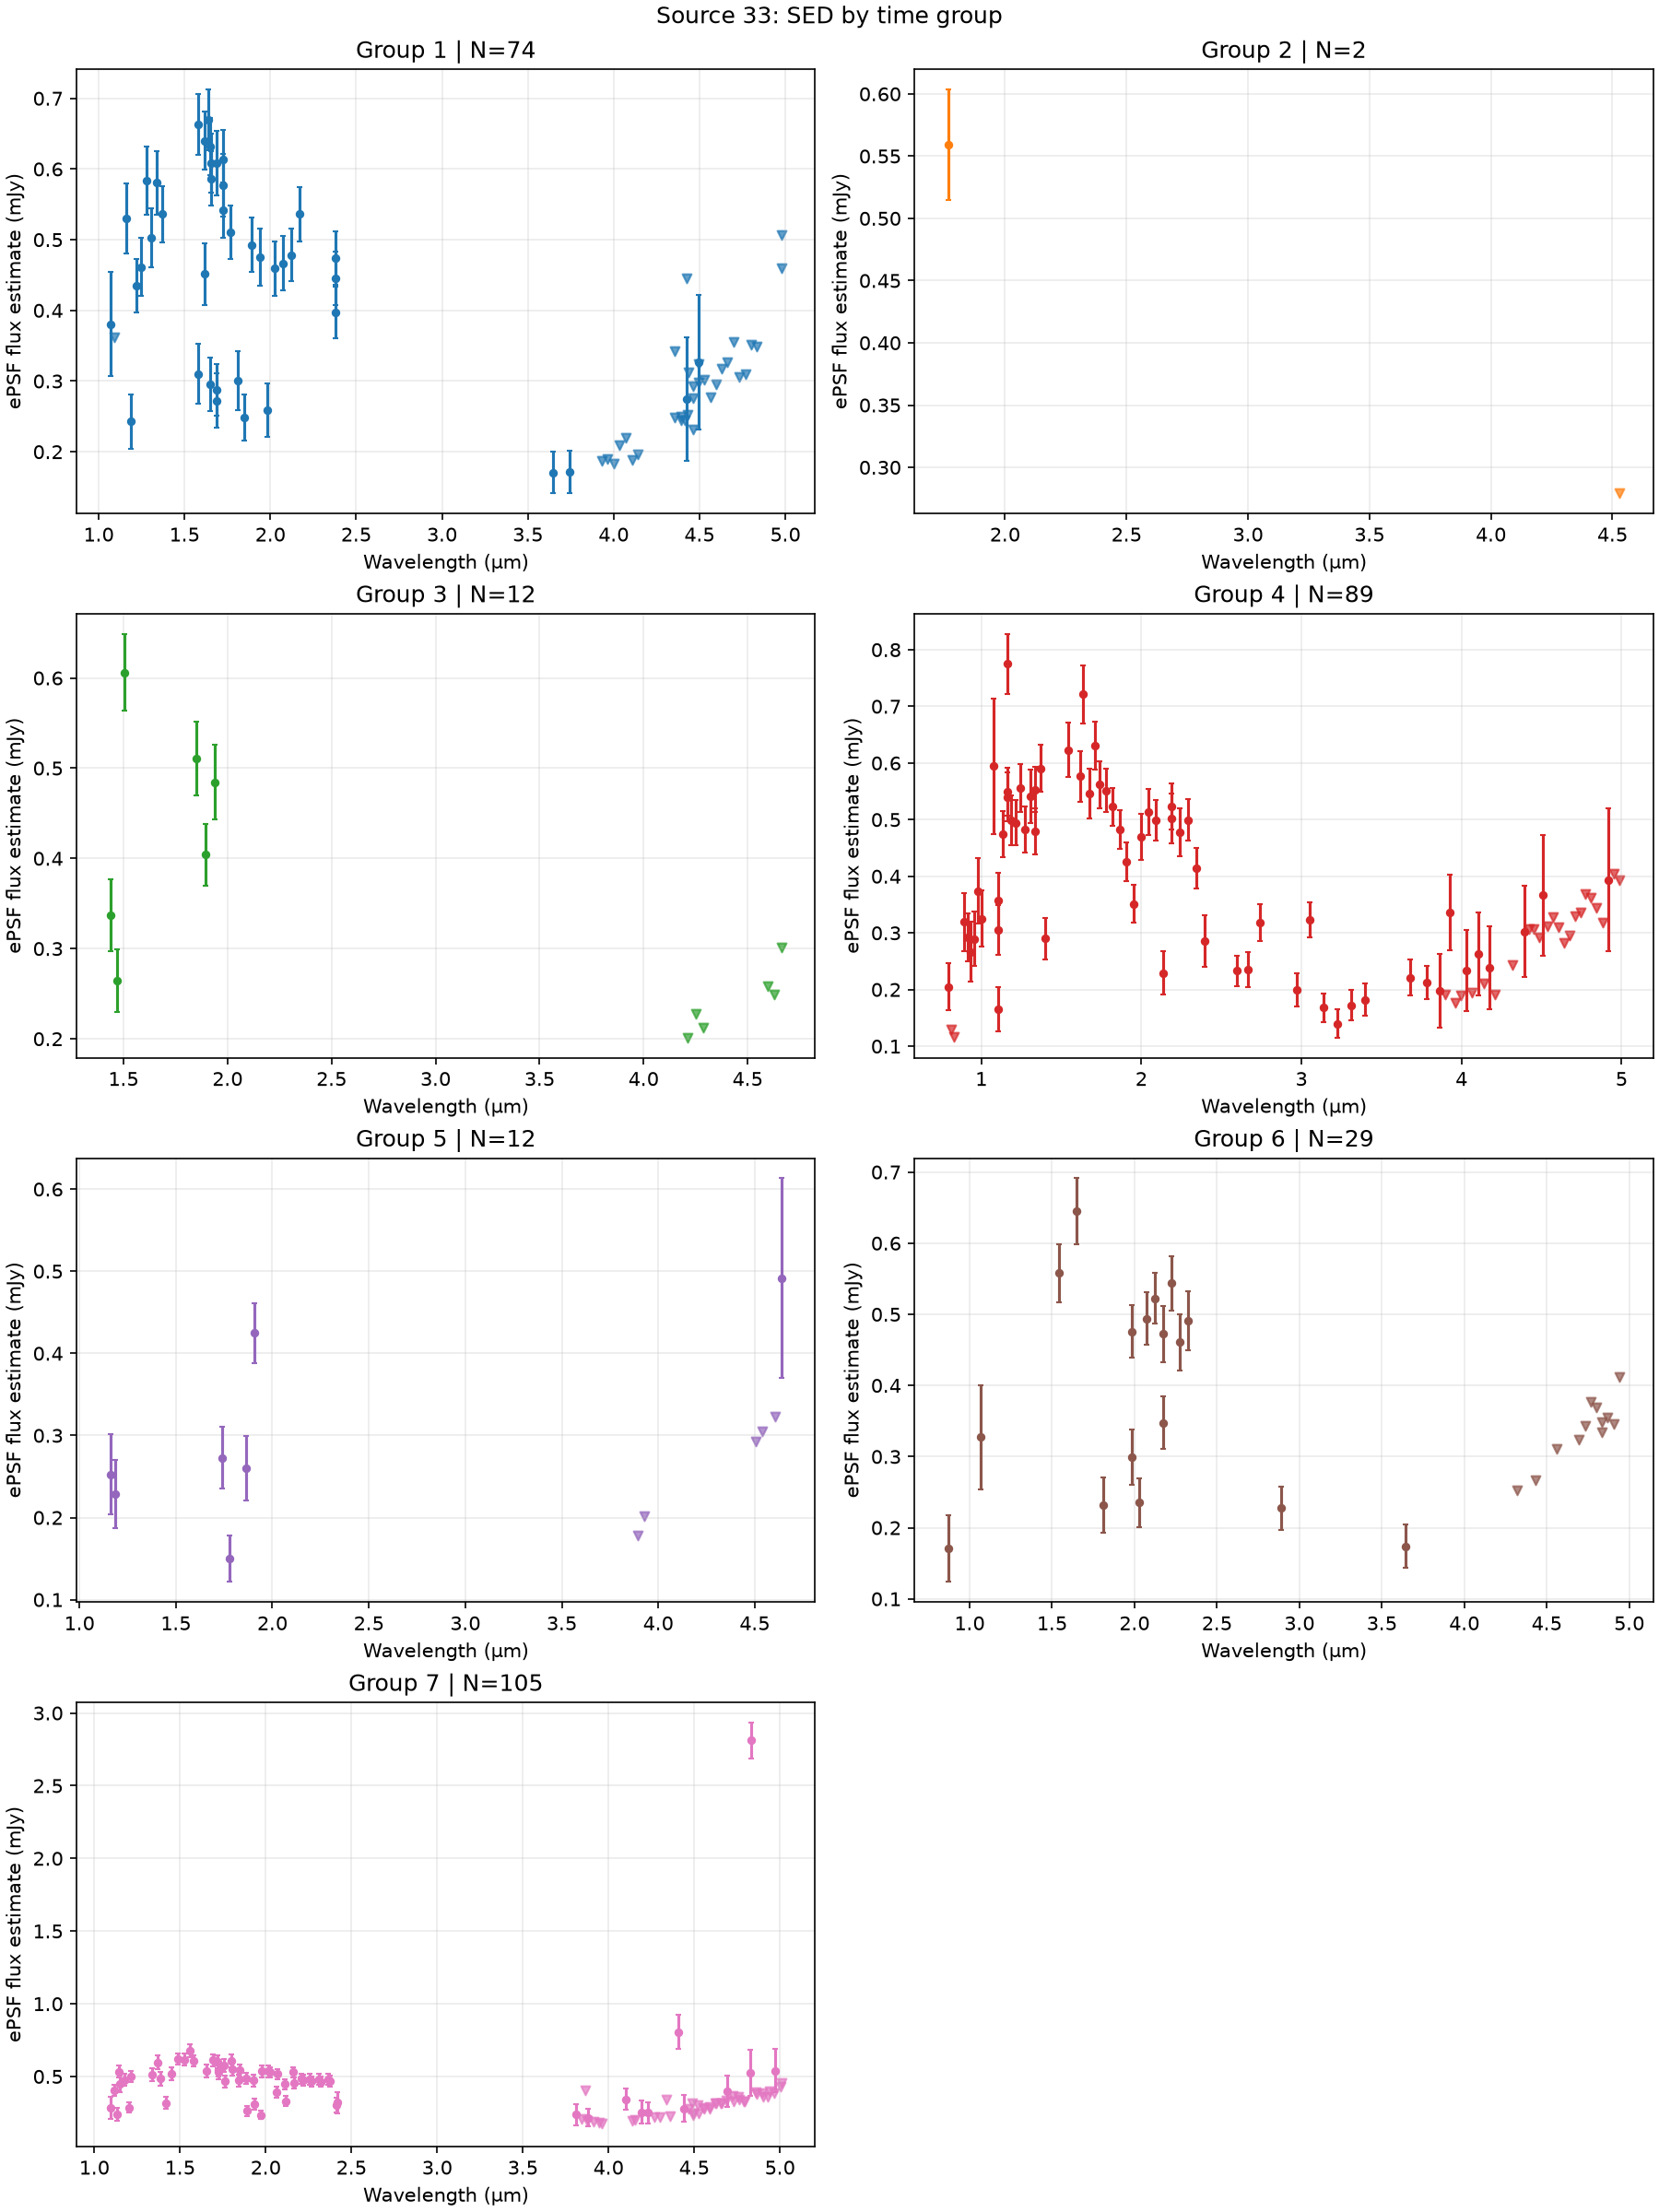 Source 33: SED by time group
Group 1 | N=74
ePSF flux estimate (mJy)
0.7
0.6
0.5
0.4
0.3
0.2
1.0 1.5 2.0 2.5 3.0 3.5 4.0 4.5 5.0
Wavelength (µm)
Group 2 | N=2
ePSF flux estimate (mJy)
0.60
0.55
0.50
0.45
0.40
0.35
0.30
2.0 2.5 3.0 3.5 4.0 4.5
Wavelength (µm)
Group 3 | N=12
ePSF flux estimate (mJy)
0.6
0.5
0.4
0.3
0.2
1.5 2.0 2.5 3.0 3.5 4.0 4.5
Wavelength (µm)
Group 4 | N=89
ePSF flux estimate (mJy)
0.8
0.7
0.6
0.5
0.4
0.3
0.2
0.1
1 2 3 4 5
Wavelength (µm)
Group 5 | N=12
ePSF flux estimate (mJy)
0.6
0.5
0.4
0.3
0.2
0.1
1.0 1.5 2.0 2.5 3.0 3.5 4.0 4.5
Wavelength (µm)
Group 6 | N=29
ePSF flux estimate (mJy)
0.7
0.6
0.5
0.4
0.3
0.2
0.1
1.0 1.5 2.0 2.5 3.0 3.5 4.0 4.5 5.0
Wavelength (µm)
Group 7 | N=105
ePSF flux estimate (mJy)
3.0
2.5
2.0
1.5
1.0
0.5
1.0 1.5 2.0 2.5 3.0 3.5 4.0 4.5 5.0
Wavelength (µm)